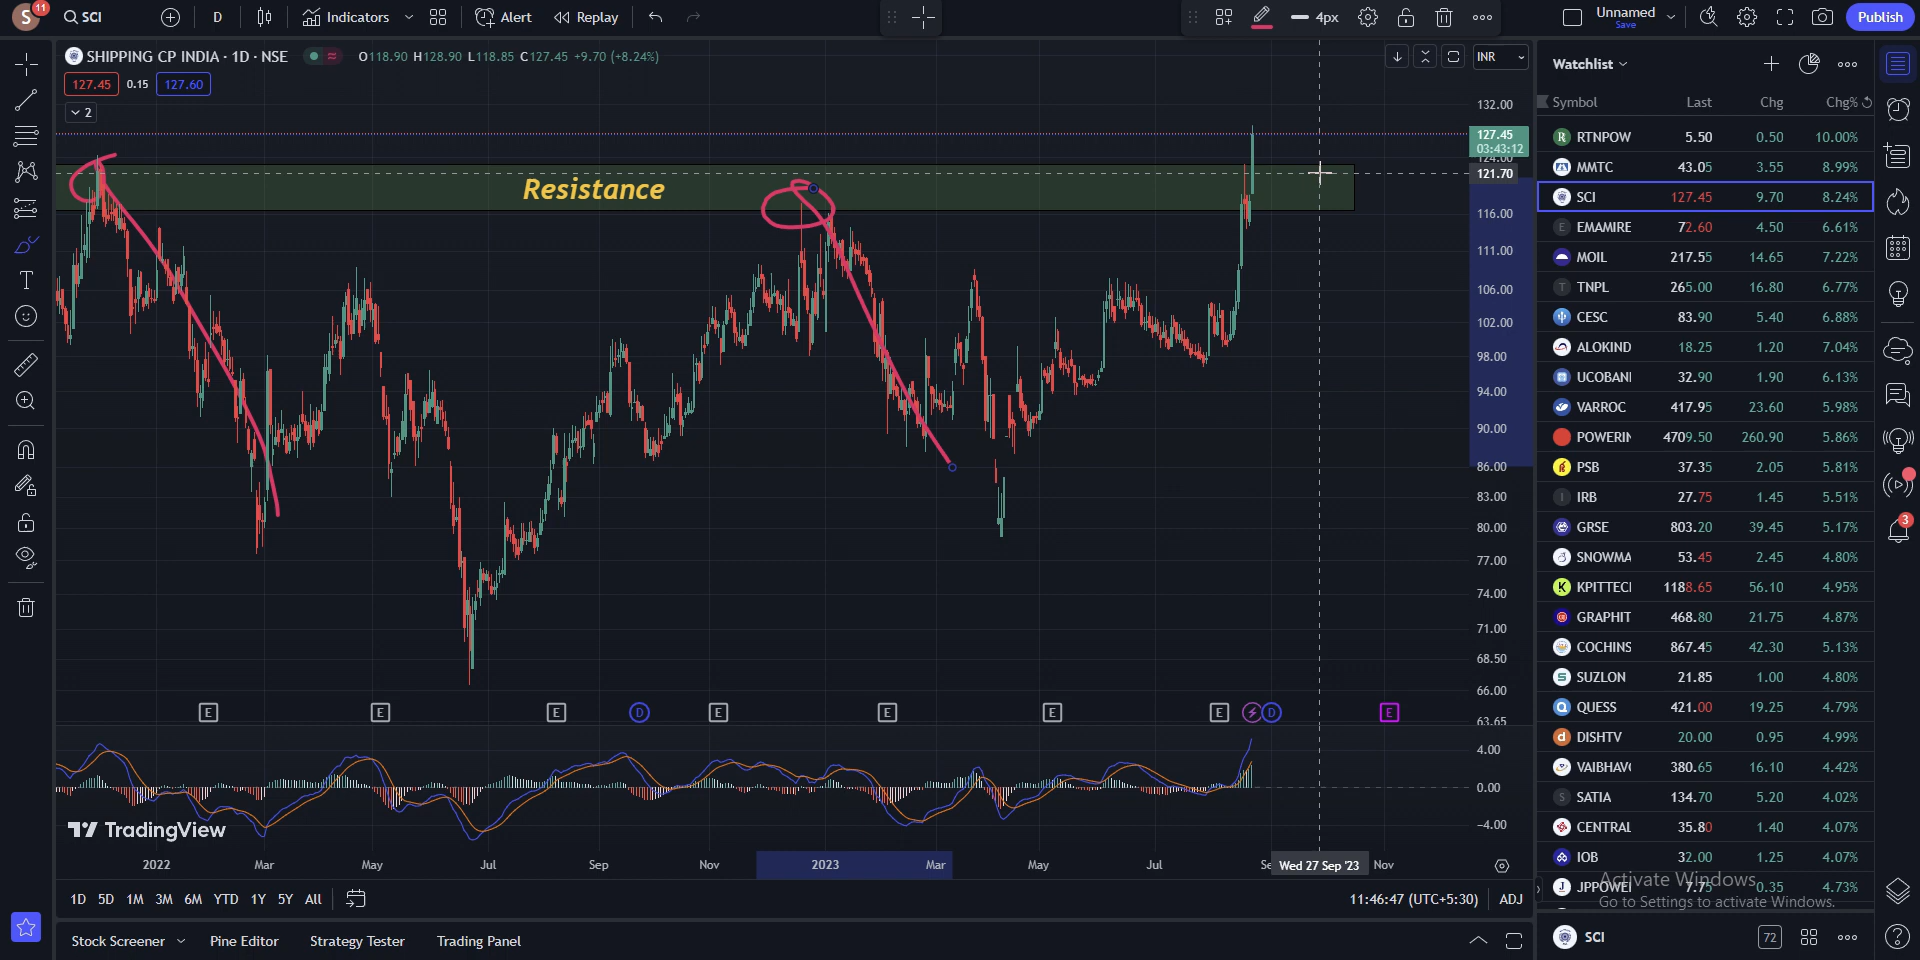 S 11 SCI D Indicators Alert Replay 4px Unnamed Save Publish
SHIPPING CP INDIA · 1D · NSE O118.90 H128.90 L118.85 C127.45 +9.70 (+8.24%)
INR
127.45 0.15 127.60
2
Resistance
132.00
127.45
03:43:12
124.00
121.70
116.00
111.00
106.00
102.00
98.00
94.00
90.00
86.00
83.00
80.00
77.00
74.00
71.00
68.50
66.00
63.65
E E E D E E E E D E
4.00
0.00
−4.00
TradingView
2022 Mar May Jul Sep Nov 2023 Mar May Jul Se Wed 27 Sep '23 Nov
1D 5D 1M 3M 6M YTD 1Y 5Y All 11:46:47 (UTC+5:30) ADJ
Stock Screener Pine Editor Strategy Tester Trading Panel
Watchlist
Symbol Last Chg Chg%
R RTNPOW 5.50 0.50 10.00%
MMTC 43.05 3.55 8.99%
SCI 127.45 9.70 8.24%
E EMAMIRE 72.60 4.50 6.61%
MOIL 217.55 14.65 7.22%
T TNPL 265.00 16.80 6.77%
CESC 83.90 5.40 6.88%
ALOKIND 18.25 1.20 7.04%
UCOBANI 32.90 1.90 6.13%
VARROC 417.95 23.60 5.98%
POWERIN 4709.50 260.90 5.86%
PSB 37.35 2.05 5.81%
I IRB 27.75 1.45 5.51%
GRSE 803.20 39.45 5.17%
SNOWMA 53.45 2.45 4.80%
K KPITTECI 1188.65 56.10 4.95%
GRAPHIT 468.80 21.75 4.87%
COCHINS 867.45 42.30 5.13%
S SUZLON 21.85 1.00 4.80%
Q QUESS 421.00 19.25 4.79%
d DISHTV 20.00 0.95 4.99%
VAIBHAV 380.65 16.10 4.42%
S SATIA 134.70 5.20 4.02%
CENTRAL 35.80 1.40 4.07%
IOB 32.00 1.25 4.07%
JPPOWEI 7.75 0.35 4.73%
Activate Windows
Go to Settings to activate Windows.
SCI 72
3